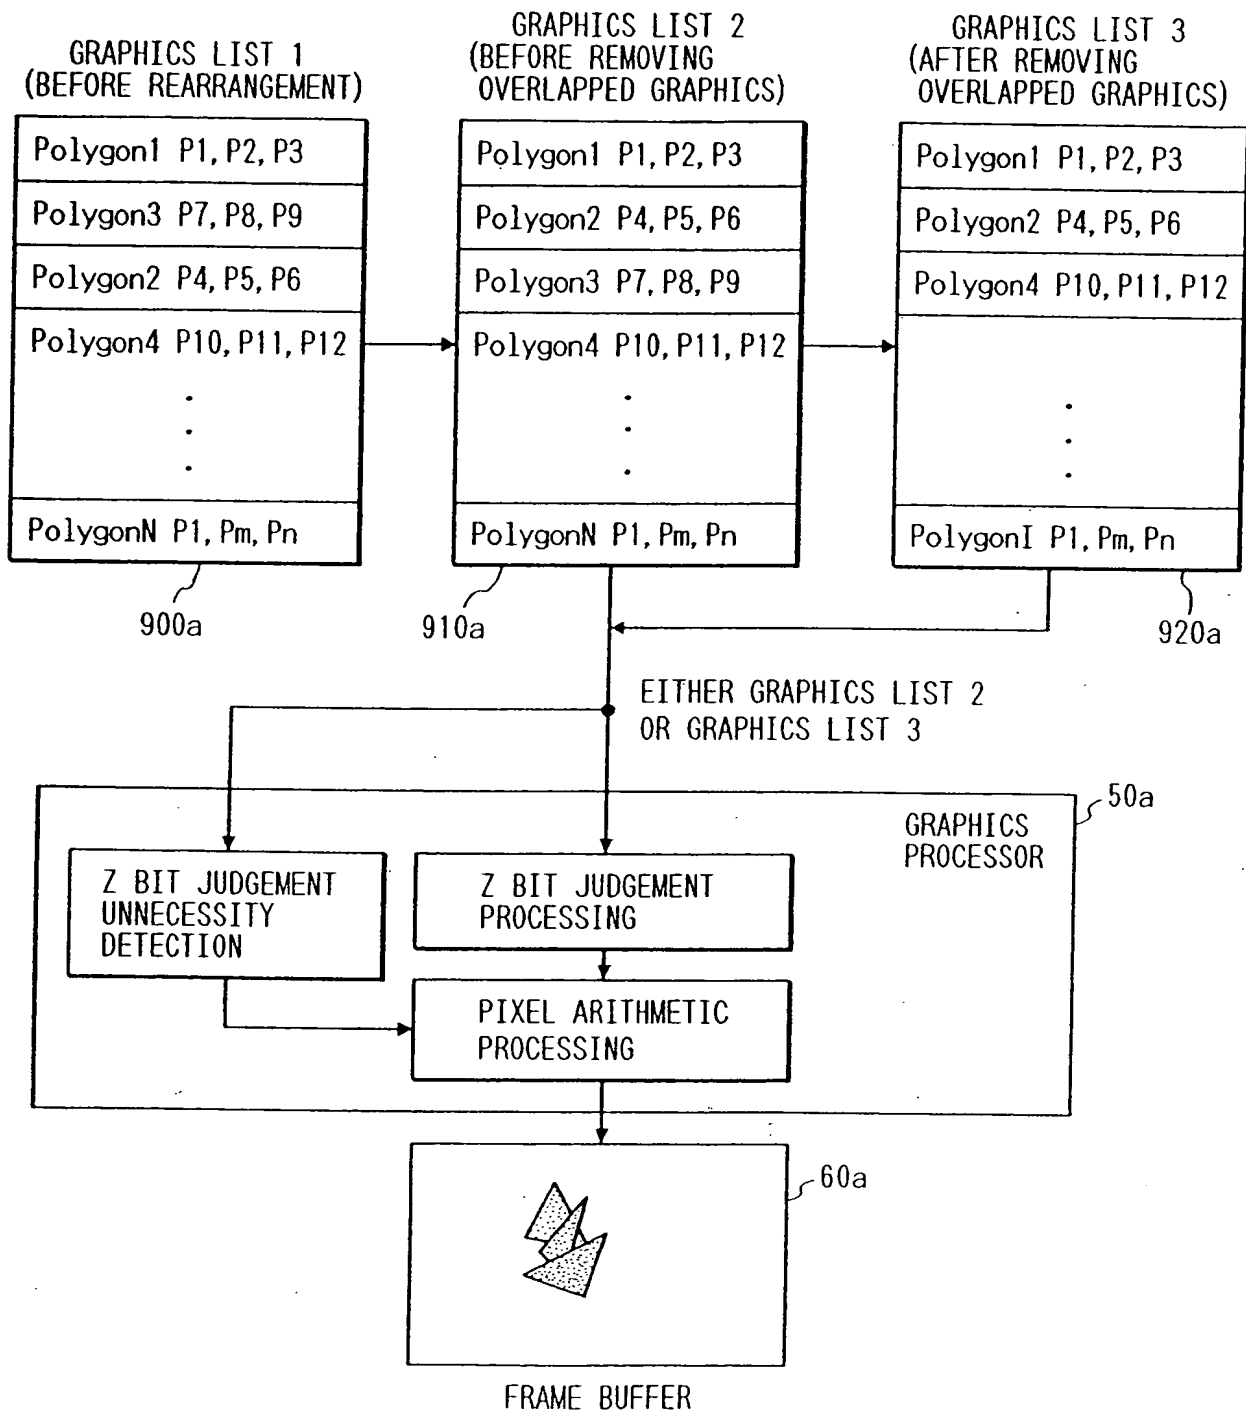 GRAPHICS LIST 1
(BEFORE REARRANGEMENT)
Polygon1 P1, P2, P3
Polygon3 P7, P8, P9
Polygon2 P4, P5, P6
Polygon4 P10, P11, P12
PolygonN P1, Pm, Pn
900a
GRAPHICS LIST 2
(BEFORE REMOVING
OVERLAPPED GRAPHICS)
Polygon1 P1, P2, P3
Polygon2 P4, P5, P6
Polygon3 P7, P8, P9
Polygon4 P10, P11, P12
PolygonN P1, Pm, Pn
910a
GRAPHICS LIST 3
(AFTER REMOVING
OVERLAPPED GRAPHICS)
Polygon1 P1, P2, P3
Polygon2 P4, P5, P6
Polygon4 P10, P11, P12
PolygonI P1, Pm, Pn
920a
EITHER GRAPHICS LIST 2
OR GRAPHICS LIST 3
50a
GRAPHICS
PROCESSOR
Z BIT JUDGEMENT
UNNECESSITY
DETECTION
Z BIT JUDGEMENT
PROCESSING
PIXEL ARITHMETIC
PROCESSING
60a
FRAME BUFFER